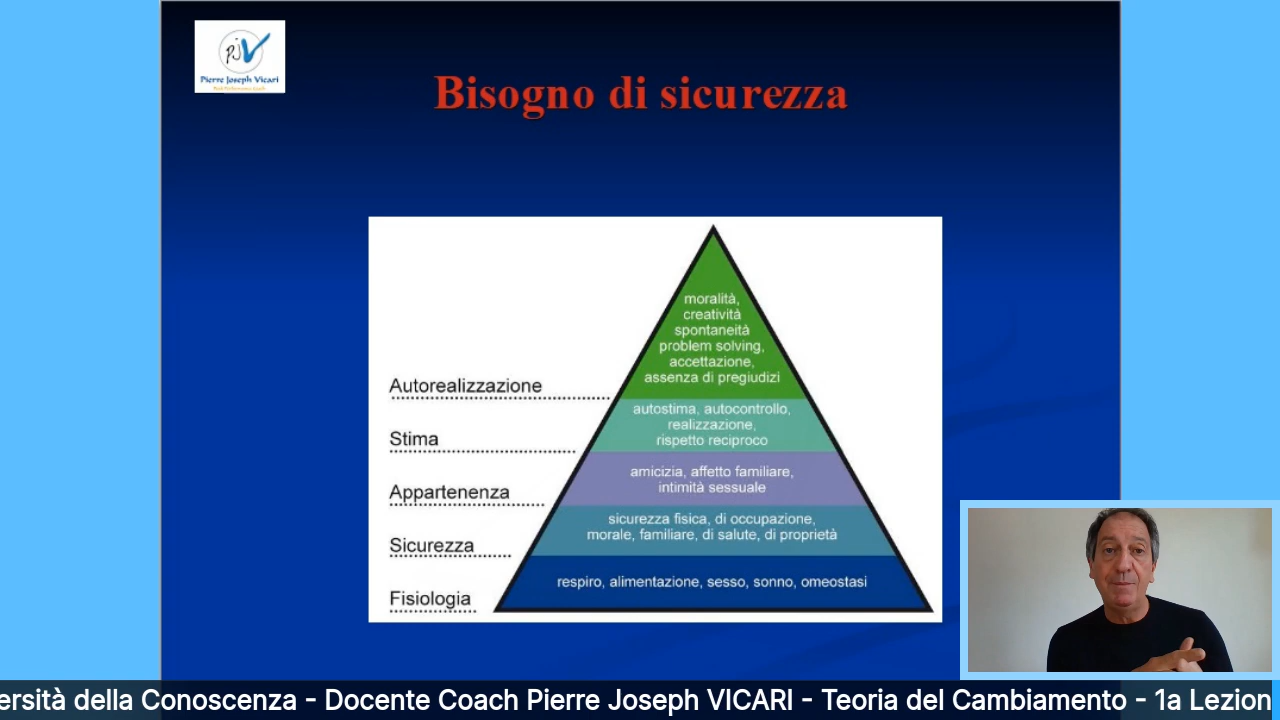 Pierre Joseph Vicari
Bisogno di sicurezza
moralità,
creatività
spontaneità
problem solving,
accettazione,
assenza di pregiudizi
Autorealizzazione
autostima, autocontrollo,
realizzazione,
rispetto reciproco
Stima
amicizia, affetto familiare,
intimità sessuale
Appartenenza
sicurezza fisica, di occupazione,
morale, familiare, di salute, di proprietà
Sicurezza
respiro, alimentazione, sesso, sonno, omeostasi
Fisiologia
ersità della Conoscenza - Docente Coach Pierre Joseph VICARI - Teoria del Cambiamento - 1a Lezion